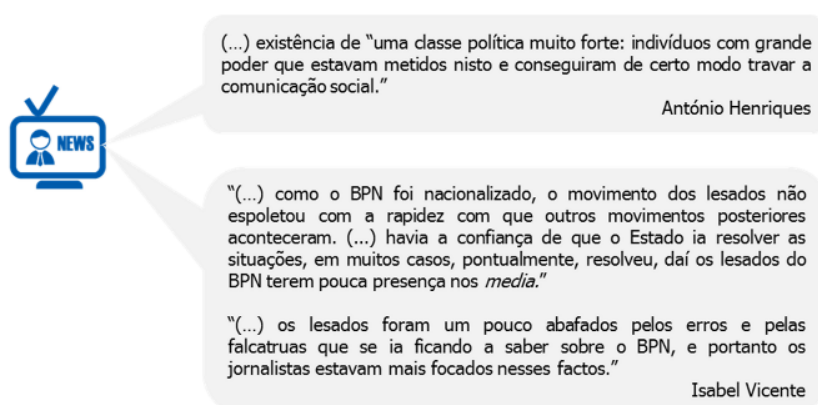 (...) existência de “uma classe política muito forte: indivíduos com grande
poder que estavam metidos nisto e conseguiram de certo modo travar a
comunicação social.”
António Henriques
NEWS
“(...) como o BPN foi nacionalizado, o movimento dos lesados não
espoletou com a rapidez com que outros movimentos posteriores
aconteceram. (...) havia a confiança de que o Estado ia resolver as
situações, em muitos casos, pontualmente, resolveu, daí os lesados do
BPN terem pouca presença nos media.”
“(...) os lesados foram um pouco abafados pelos erros e pelas
falcatruas que se ia ficando a saber sobre o BPN, e portanto os
jornalistas estavam mais focados nesses factos.”
Isabel Vicente